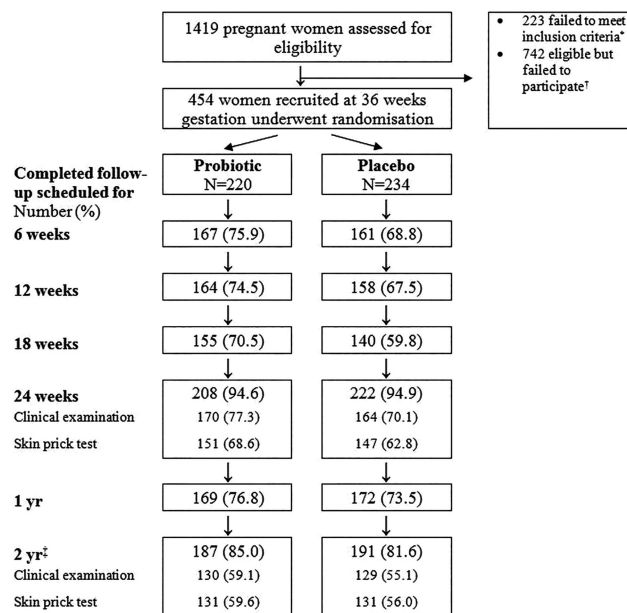 1419 pregnant women assessed for
eligibility
• 223 failed to meet
inclusion criteria*
• 742 eligible but
failed to
participate†
454 women recruited at 36 weeks
gestation underwent randomisation
Completed follow-
up scheduled for
Number (%)
Probiotic
N=220
Placebo
N=234
6 weeks
167 (75.9)
161 (68.8)
12 weeks
164 (74.5)
158 (67.5)
18 weeks
155 (70.5)
140 (59.8)
24 weeks
208 (94.6)
222 (94.9)
Clinical examination
170 (77.3)
164 (70.1)
Skin prick test
151 (68.6)
147 (62.8)
1 yr
169 (76.8)
172 (73.5)
2 yr‡
187 (85.0)
191 (81.6)
Clinical examination
130 (59.1)
129 (55.1)
Skin prick test
131 (59.6)
131 (56.0)